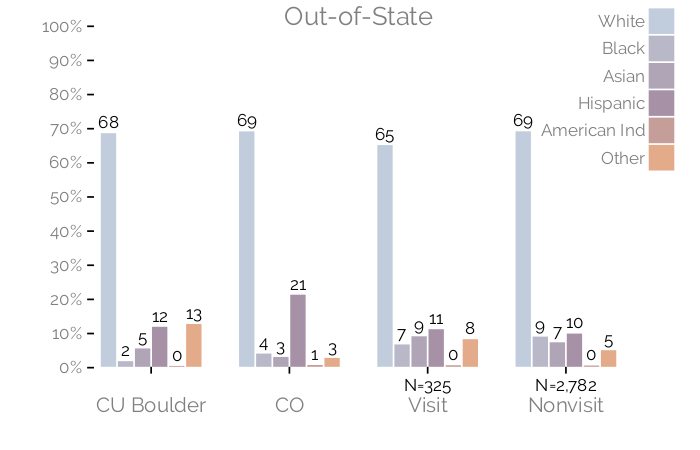 Out-of-State
White
Black
Asian
Hispanic
American Ind
Other
100%
90%
80%
70%
60%
50%
40%
30%
20%
10%
0%
68 2 5 12 0 13
69 4 3 21 1 3
65 7 9 11 0 8
69 9 7 10 0 5
N=325 N=2,782
CU Boulder CO Visit Nonvisit